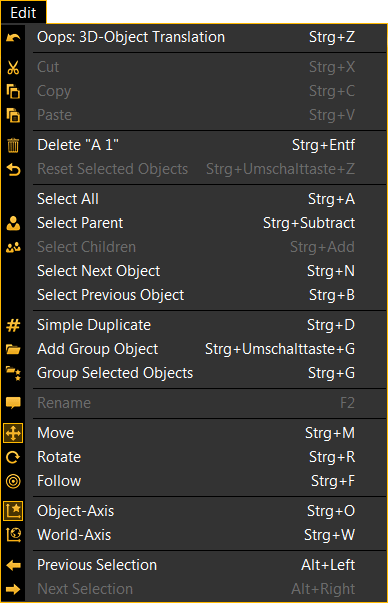 Edit
Oops: 3D-Object Translation Strg+Z
Cut Strg+X
Copy Strg+C
Paste Strg+V
Delete "A 1" Strg+Entf
Reset Selected Objects Strg+Umschalttaste+Z
Select All Strg+A
Select Parent Strg+Subtract
Select Children Strg+Add
Select Next Object Strg+N
Select Previous Object Strg+B
Simple Duplicate Strg+D
Add Group Object Strg+Umschalttaste+G
Group Selected Objects Strg+G
Rename F2
Move Strg+M
Rotate Strg+R
Follow Strg+F
Object-Axis Strg+O
World-Axis Strg+W
Previous Selection Alt+Left
Next Selection Alt+Right